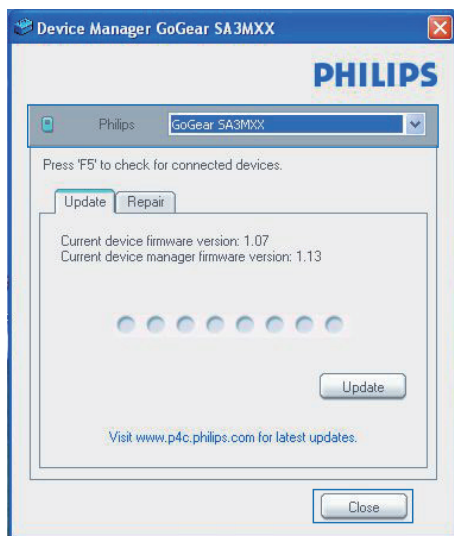 Device Manager GoGear SA3MXX
PHILIPS
Philips GoGear SA3MXX
Press 'F5' to check for connected devices.
Update Repair
Current device firmware version: 1.07
Current device manager firmware version: 1.13
Update
Visit www.p4c.philips.com for latest updates.
Close